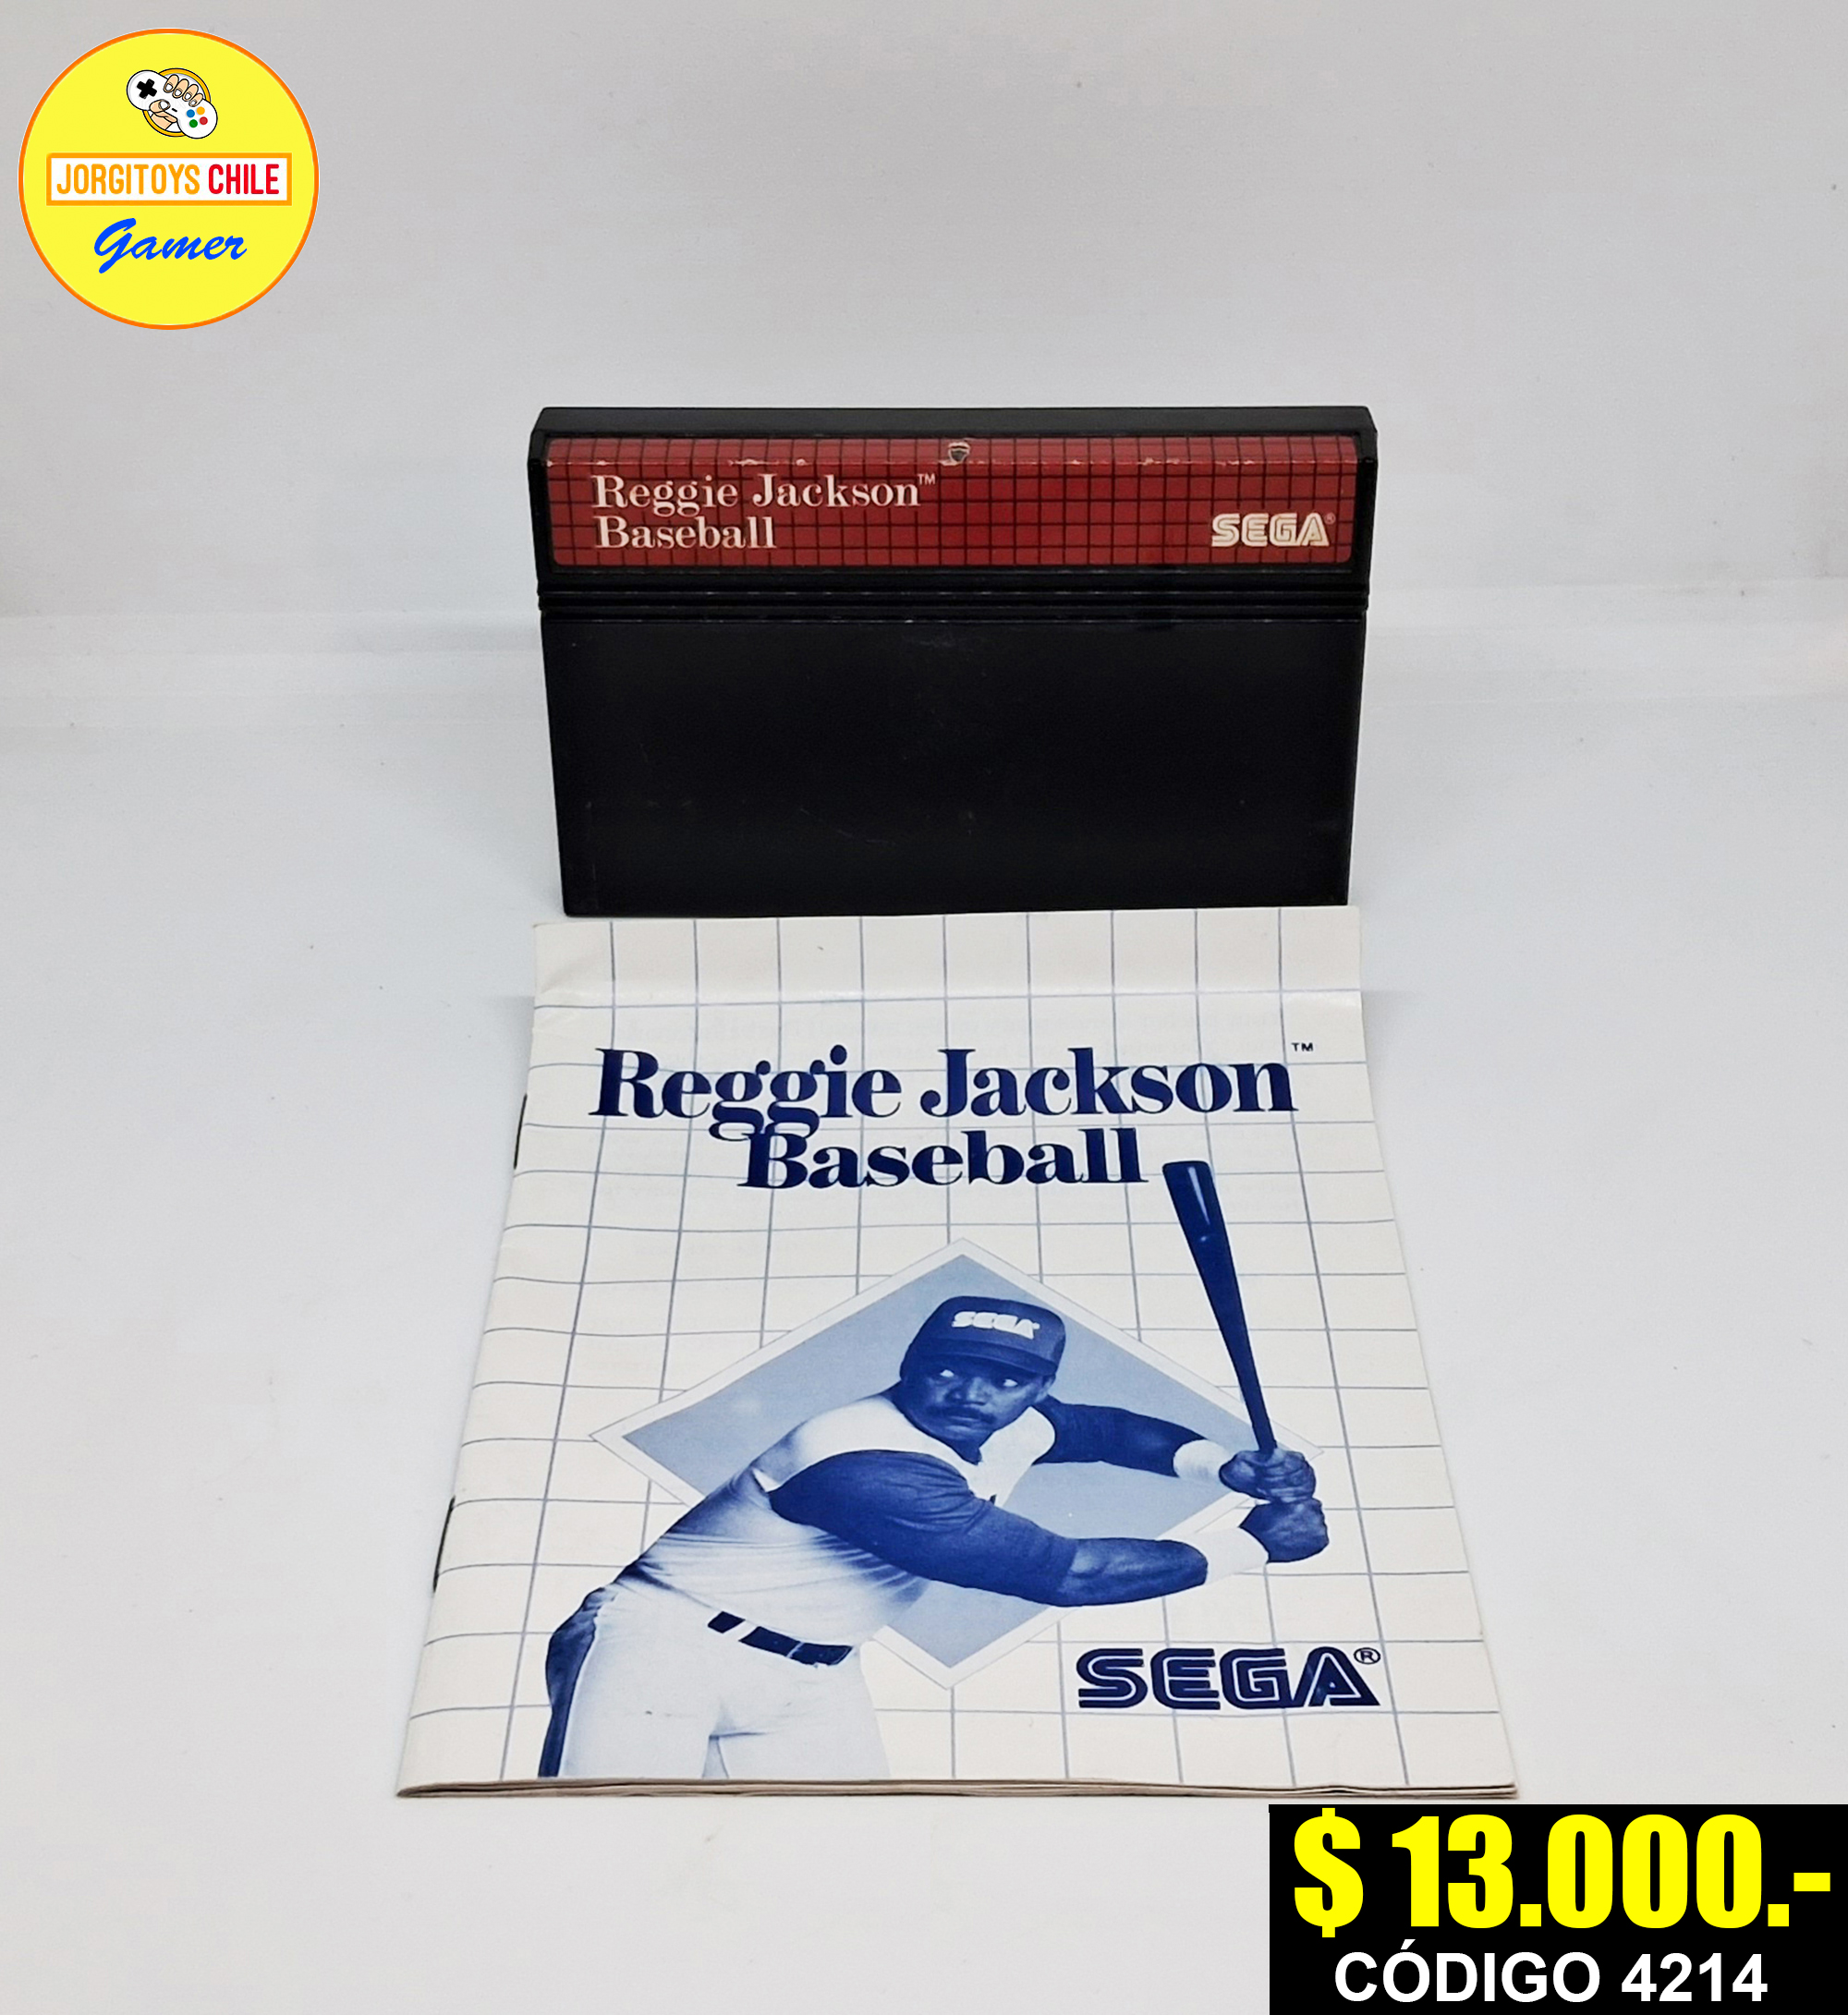 JORGITOYS CHILE
Gamer
Reggie Jackson™
Baseball
SEGA®
Reggie Jackson™
Baseball
SEGA
SEGA®
$ 13.000.-
CÓDIGO 4214